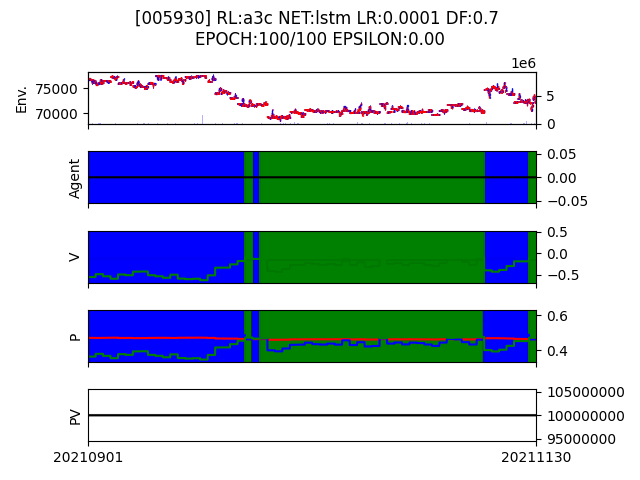 [005930] RL:a3c NET:lstm LR:0.0001 DF:0.7
EPOCH:100/100 EPSILON:0.00
1e6
Env.
75000
70000
5
0
Agent
0.05
0.00
−0.05
V
0.5
0.0
−0.5
P
0.6
0.4
PV
105000000
100000000
95000000
20210901
20211130